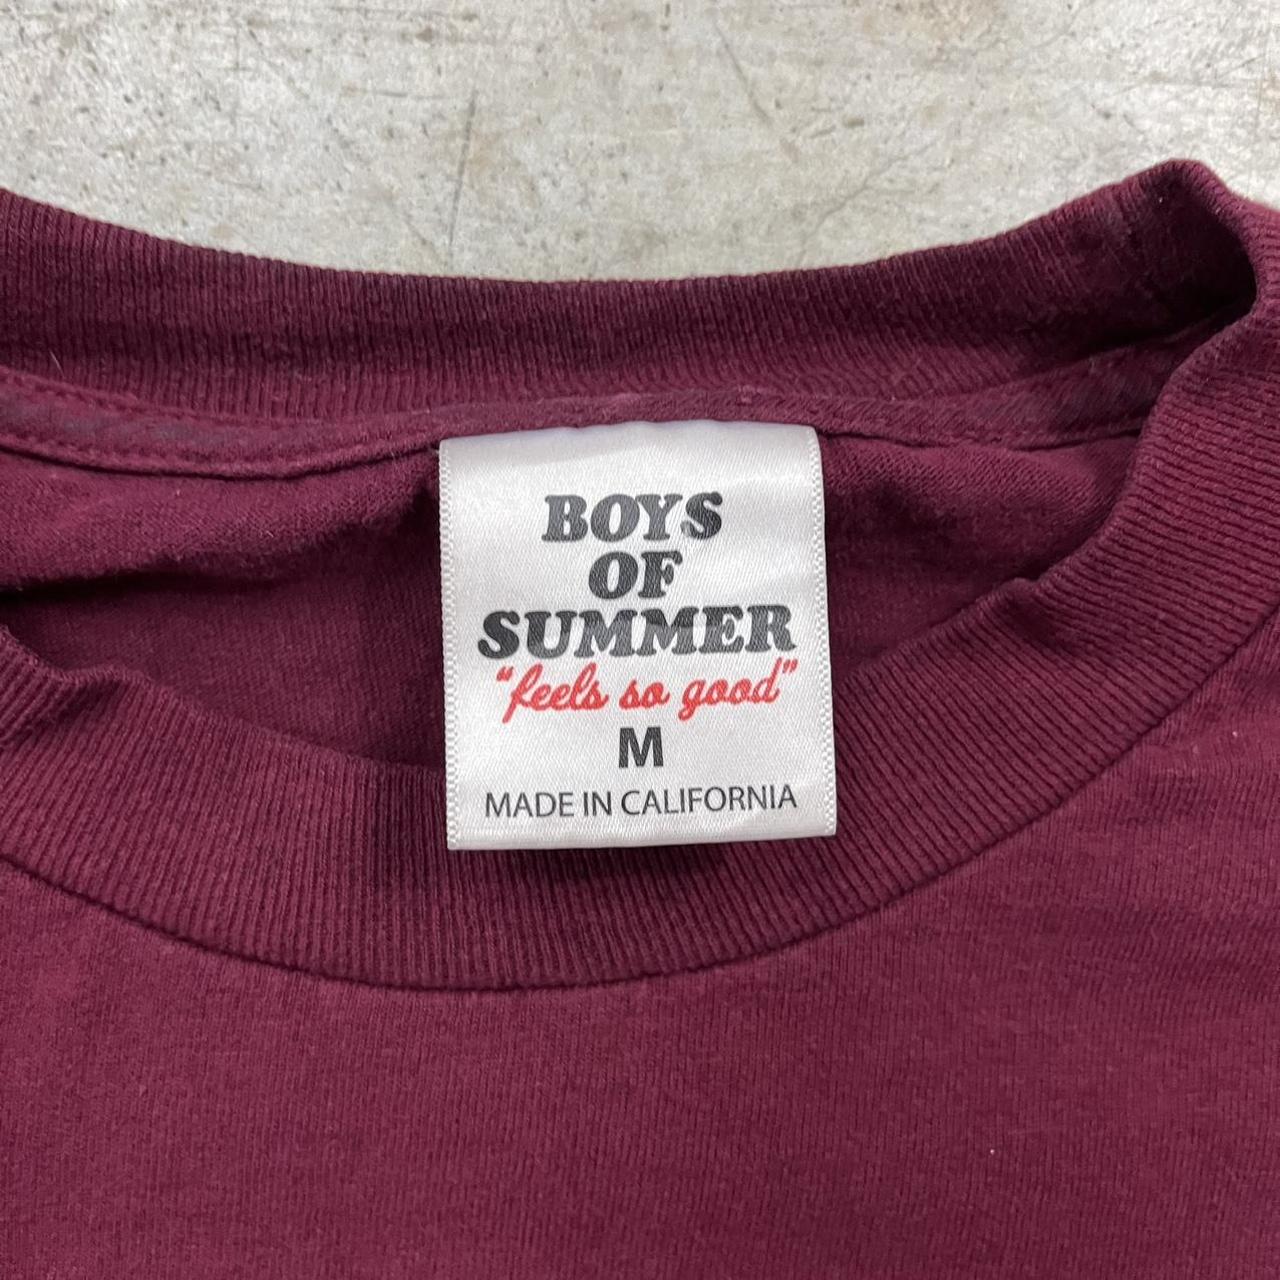 BOYS
OF
SUMMER
“feels so good”
M
MADE IN CALIFORNIA